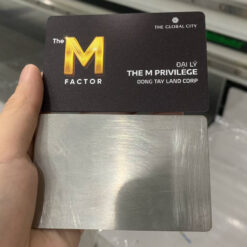 THE GLOBAL CITY
The
M
FACTOR
ĐẠI LÝ
THE M PRIVILEGE
DONG TAY LAND CORP